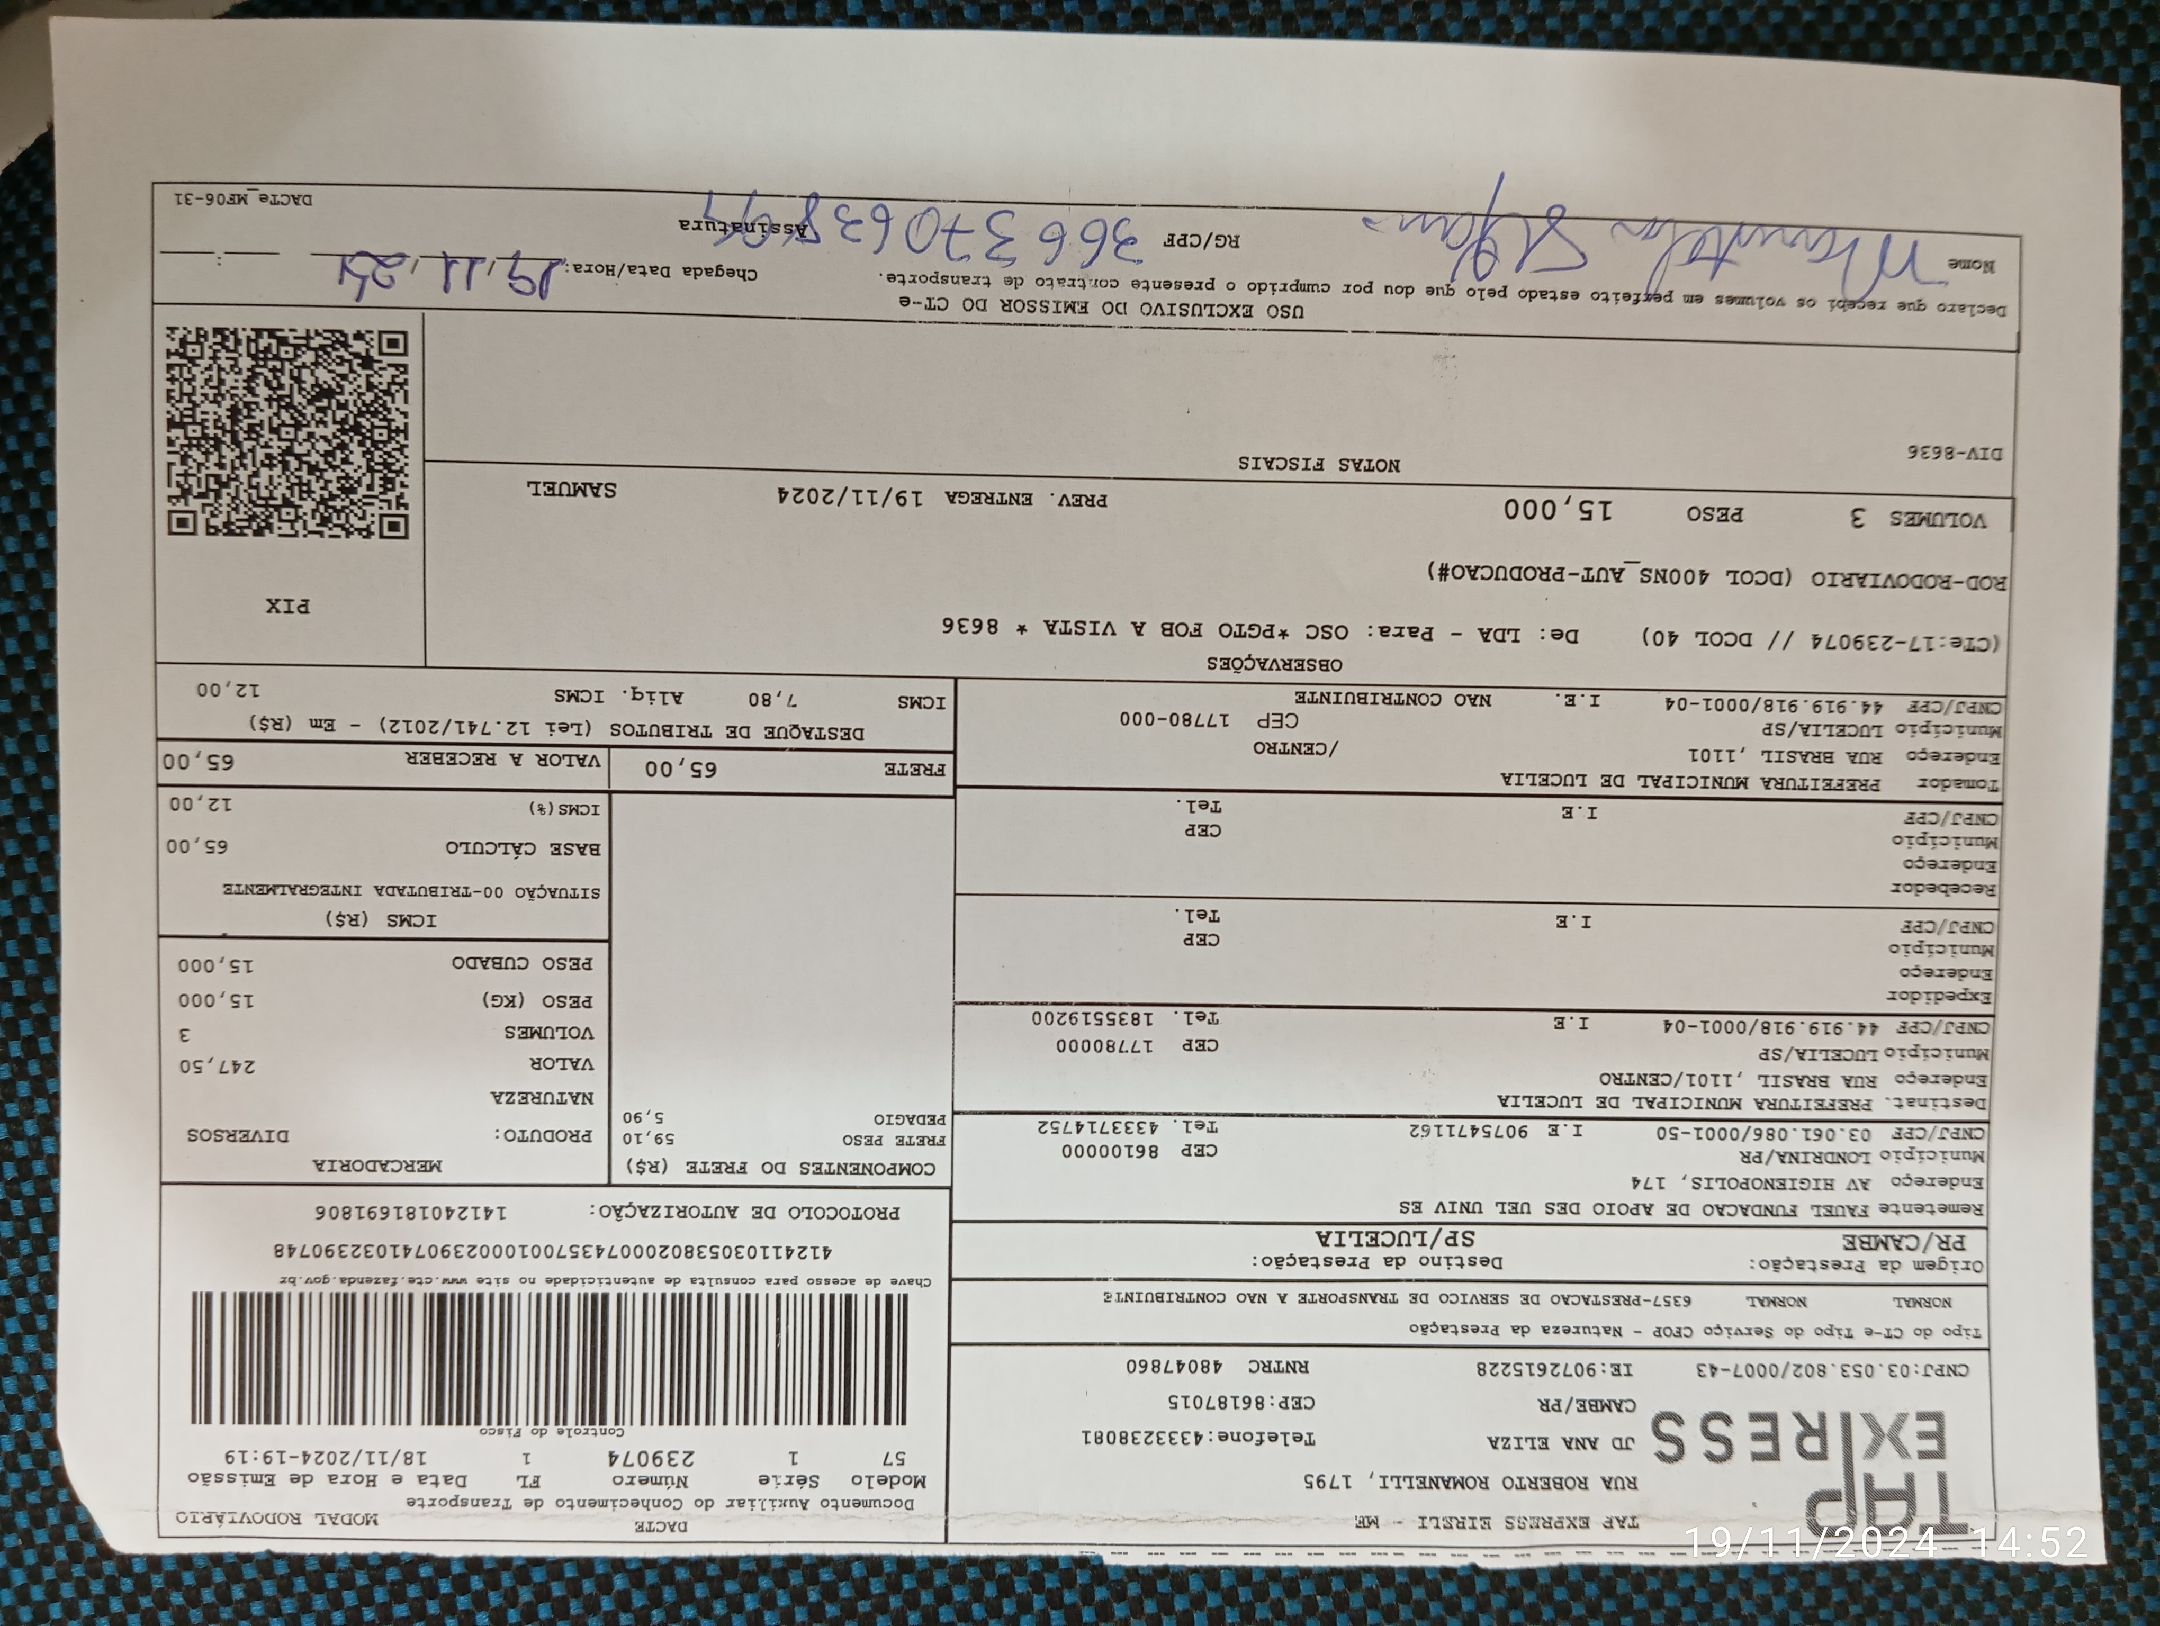 TAP
EXPRESS
TAP EXPRESS EIRELI - ME
RUA ROBERTO ROMANELLI, 1795
JD ANA ELIZA Telefone:4333238081
CAMBE/PR CEP:86187015
CNPJ:03.053.802/0007-43 IE:9072615228 RNTRC 48047860
DACTE MODAL RODOVIÁRIO
Documento Auxiliar do Conhecimento de Transporte
Modelo Série Número FL Data e Hora de Emissão
57 1 239074 1 18/11/2024-19:19
Controle do Fisco
Chave de acesso para consulta de autenticidade no site www.cte.fazenda.gov.br
41241103053802000743570010002390741032390748
PROTOCOLO DE AUTORIZAÇÃO: 141240181691806
Tipo do CT-e Tipo do Serviço CFOP - Natureza da Prestação
NORMAL NORMAL 6357-PRESTACAO DE SERVICO DE TRANSPORTE A NAO CONTRIBUINTE
Origem da Prestação: Destino da Prestação:
PR/CAMBE SP/LUCELIA
Remetente FAUEL FUNDACAO DE APOIO DES UEL UNIV ES
Endereço AV HIGIENOPOLIS, 174
Município LONDRINA/PR CEP 86100000
CNPJ/CPF 03.061.086/0001-50 I.E 9075471162 Tel. 4333714752
Destinat. PREFEITURA MUNICIPAL DE LUCELIA
Endereço RUA BRASIL ,1101/CENTRO
Município LUCELIA/SP CEP 17780000
CNPJ/CPF 44.919.918/0001-04 I.E Tel. 1835519200
Expedidor
Endereço
Município CEP
CNPJ/CPF I.E Tel.
Recebedor
Endereço
Município CEP
CNPJ/CPF I.E Tel.
Tomador PREFEITURA MUNICIPAL DE LUCELIA
Endereço RUA BRASIL ,1101 /CENTRO
Município LUCELIA/SP CEP 17780-000
CNPJ/CPF 44.919.918/0001-04 I.E. NAO CONTRIBUINTE
COMPONENTES DO FRETE (R$)
FRETE PESO 59,10
PEDAGIO 5,90
MERCADORIA
PRODUTO: DIVERSOS
NATUREZA
VALOR 247,50
VOLUMES 3
PESO (KG) 15,000
PESO CUBADO 15,000
ICMS (R$)
SITUAÇÃO 00-TRIBUTADA INTEGRALMENTE
BASE CÁLCULO 65,00
ICMS(%) 12,00
FRETE 65,00 VALOR A RECEBER 65,00
DESTAQUE DE TRIBUTOS (Lei 12.741/2012) - Em (R$)
ICMS 7,80 Aliq. ICMS 12,00
OBSERVAÇÕES
(CTe:17-239074 // DCOL 40) De: LDA - Para: OSC *PGTO FOB A VISTA * 8636
ROD-RODOVIARIO (DCOL 400NS_AUT-PRODUCAO#)
PIX
VOLUMES 3 PESO 15,000 PREV. ENTREGA 19/11/2024 SAMUEL
NOTAS FISCAIS
DIV-8636
USO EXCLUSIVO DO EMISSOR DO CT-e
Declaro que recebi os volumes em perfeito estado pelo que dou por cumprido o presente contrato de transporte.
Chegada Data/Hora: 19/11/24 :
Nome RG/CPF Assinatura
DACTe_MF06-31
19/11/2024 14:52